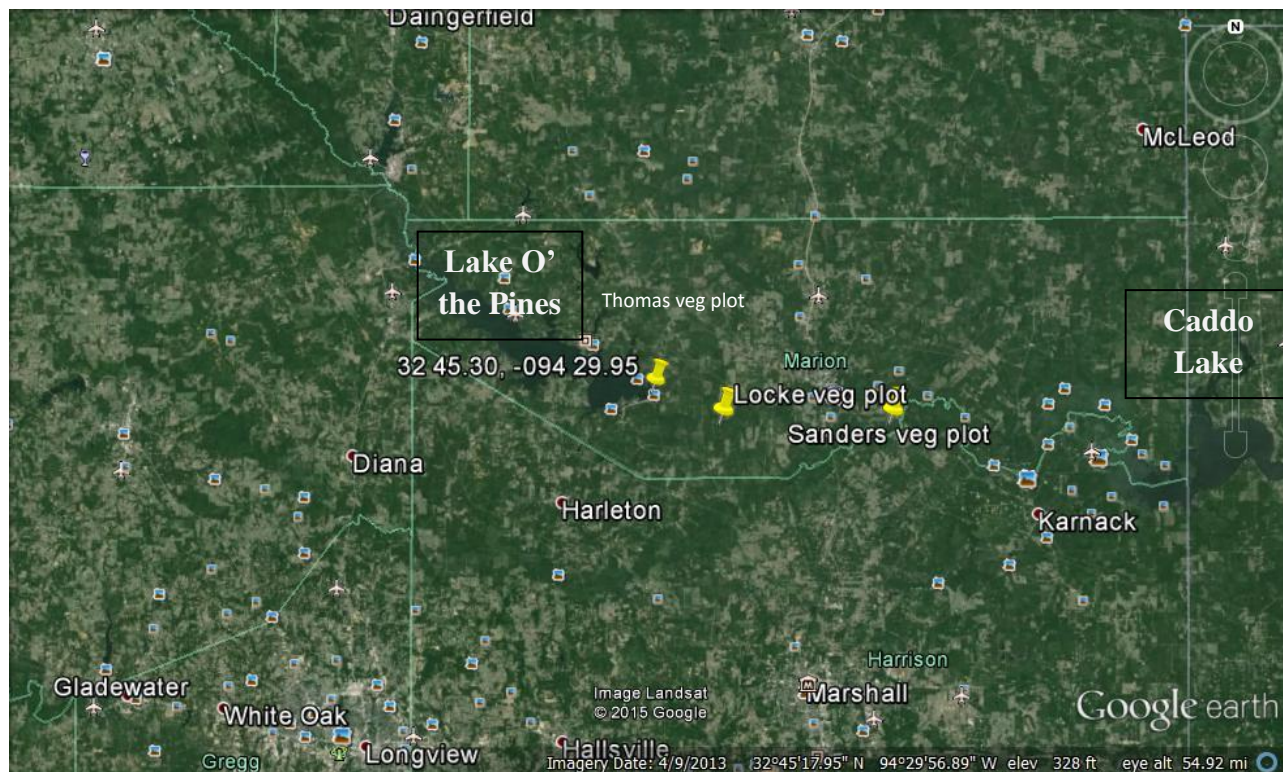 Daingerfield
N
McLeod
Lake O’
the Pines
Thomas veg plot
Caddo
Lake
32 45.30, -094 29.95
Marion
Locke veg plot
Sanders veg plot
Diana
Harleton
Karnack
Harrison
Gladewater
Marshall
White Oak
Image Landsat
© 2015 Google
Google earth
Gregg
Longview
Hallsville
Imagery Date: 4/9/2013 32°45'17.95" N 94°29'56.89" W elev 328 ft eye alt 54.92 mi